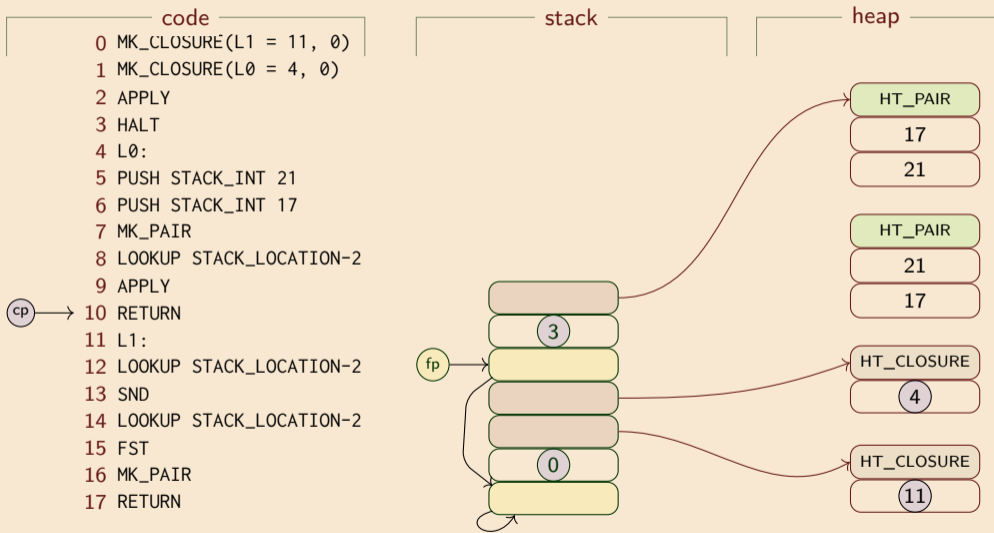 code
stack
heap
0 MK_CLOSURE(L1 = 11, 0)
1 MK_CLOSURE(L0 = 4, 0)
2 APPLY
3 HALT
4 L0:
5 PUSH STACK_INT 21
6 PUSH STACK_INT 17
7 MK_PAIR
8 LOOKUP STACK_LOCATION-2
9 APPLY
cp 10 RETURN
11 L1:
12 LOOKUP STACK_LOCATION-2
13 SND
14 LOOKUP STACK_LOCATION-2
15 FST
16 MK_PAIR
17 RETURN
3
fp
0
HT_PAIR
17
21
HT_PAIR
21
17
HT_CLOSURE
4
HT_CLOSURE
11